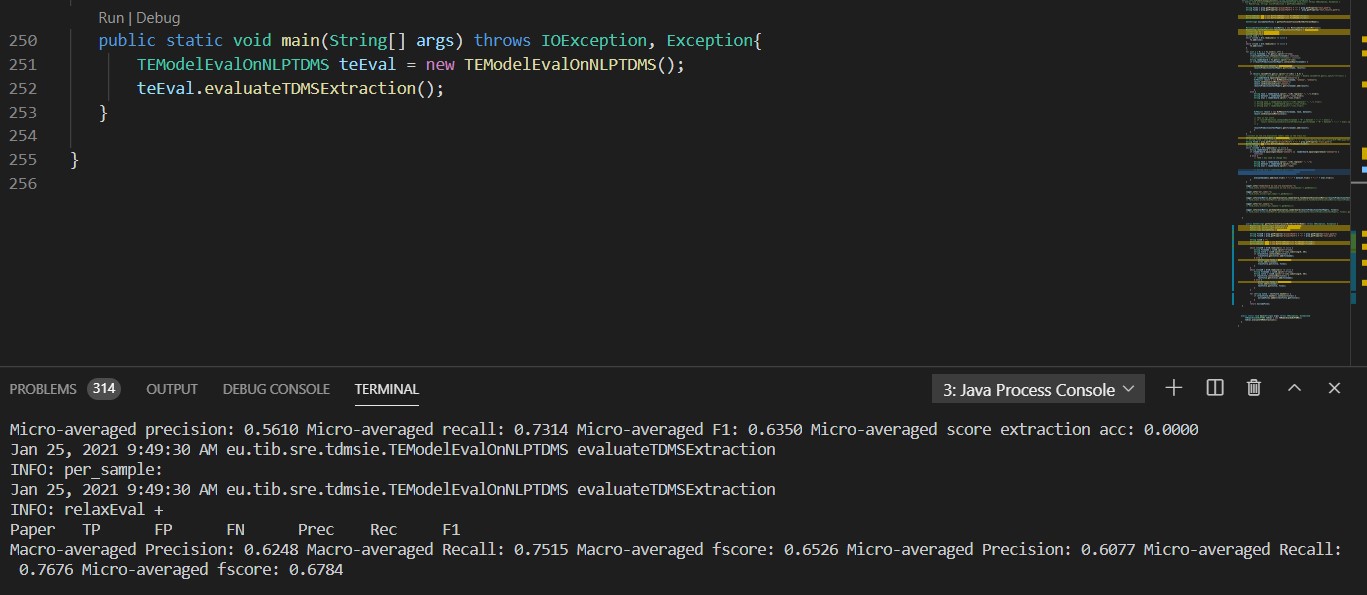 Run | Debug
250 public static void main(String[] args) throws IOException, Exception{
251 TEModelEvalOnNLPTDMS teEval = new TEModelEvalOnNLPTDMS();
252 teEval.evaluateTDMSExtraction();
253 }
254
255 }
256
PROBLEMS 314 OUTPUT DEBUG CONSOLE TERMINAL 3: Java Process Console
Micro-averaged precision: 0.5610 Micro-averaged recall: 0.7314 Micro-averaged F1: 0.6350 Micro-averaged score extraction acc: 0.0000
Jan 25, 2021 9:49:30 AM eu.tib.sre.tdmsie.TEModelEvalOnNLPTDMS evaluateTDMSExtraction
INFO: per_sample:
Jan 25, 2021 9:49:30 AM eu.tib.sre.tdmsie.TEModelEvalOnNLPTDMS evaluateTDMSExtraction
INFO: relaxEval +
Paper TP FP FN Prec Rec F1
Macro-averaged Precision: 0.6248 Macro-averaged Recall: 0.7515 Macro-averaged fscore: 0.6526 Micro-averaged Precision: 0.6077 Micro-averaged Recall:
0.7676 Micro-averaged fscore: 0.6784